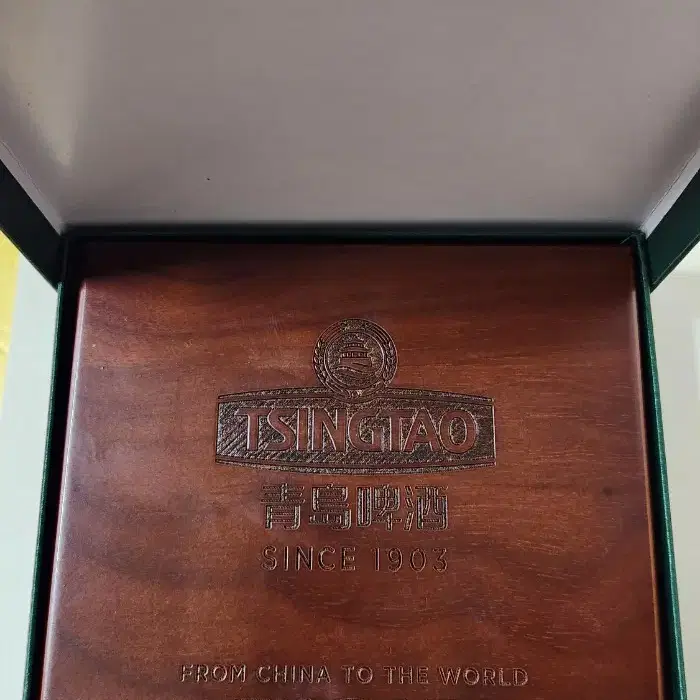 TSINGTAO
青島啤酒
SINCE 1903
FROM CHINA TO THE WORLD